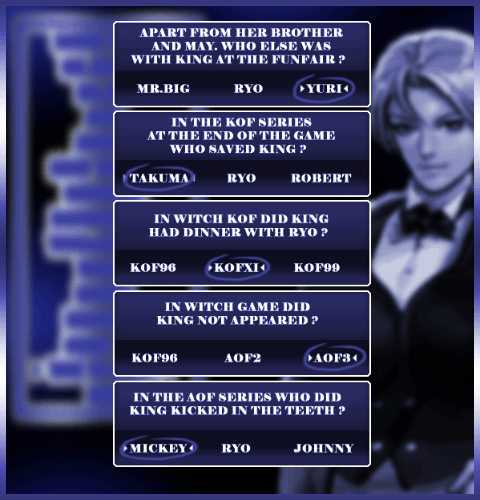 APART FROM HER BROTHER
AND MAY. WHO ELSE WAS
WITH KING AT THE FUNFAIR ?
MR.BIG RYO YURI
IN THE KOF SERIES
AT THE END OF THE GAME
WHO SAVED KING ?
TAKUMA RYO ROBERT
IN WITCH KOF DID KING
HAD DINNER WITH RYO ?
KOF96 KOFXI KOF99
IN WITCH GAME DID
KING NOT APPEARED ?
KOF96 AOF2 AOF3
IN THE AOF SERIES WHO DID
KING KICKED IN THE TEETH ?
MICKEY RYO JOHNNY